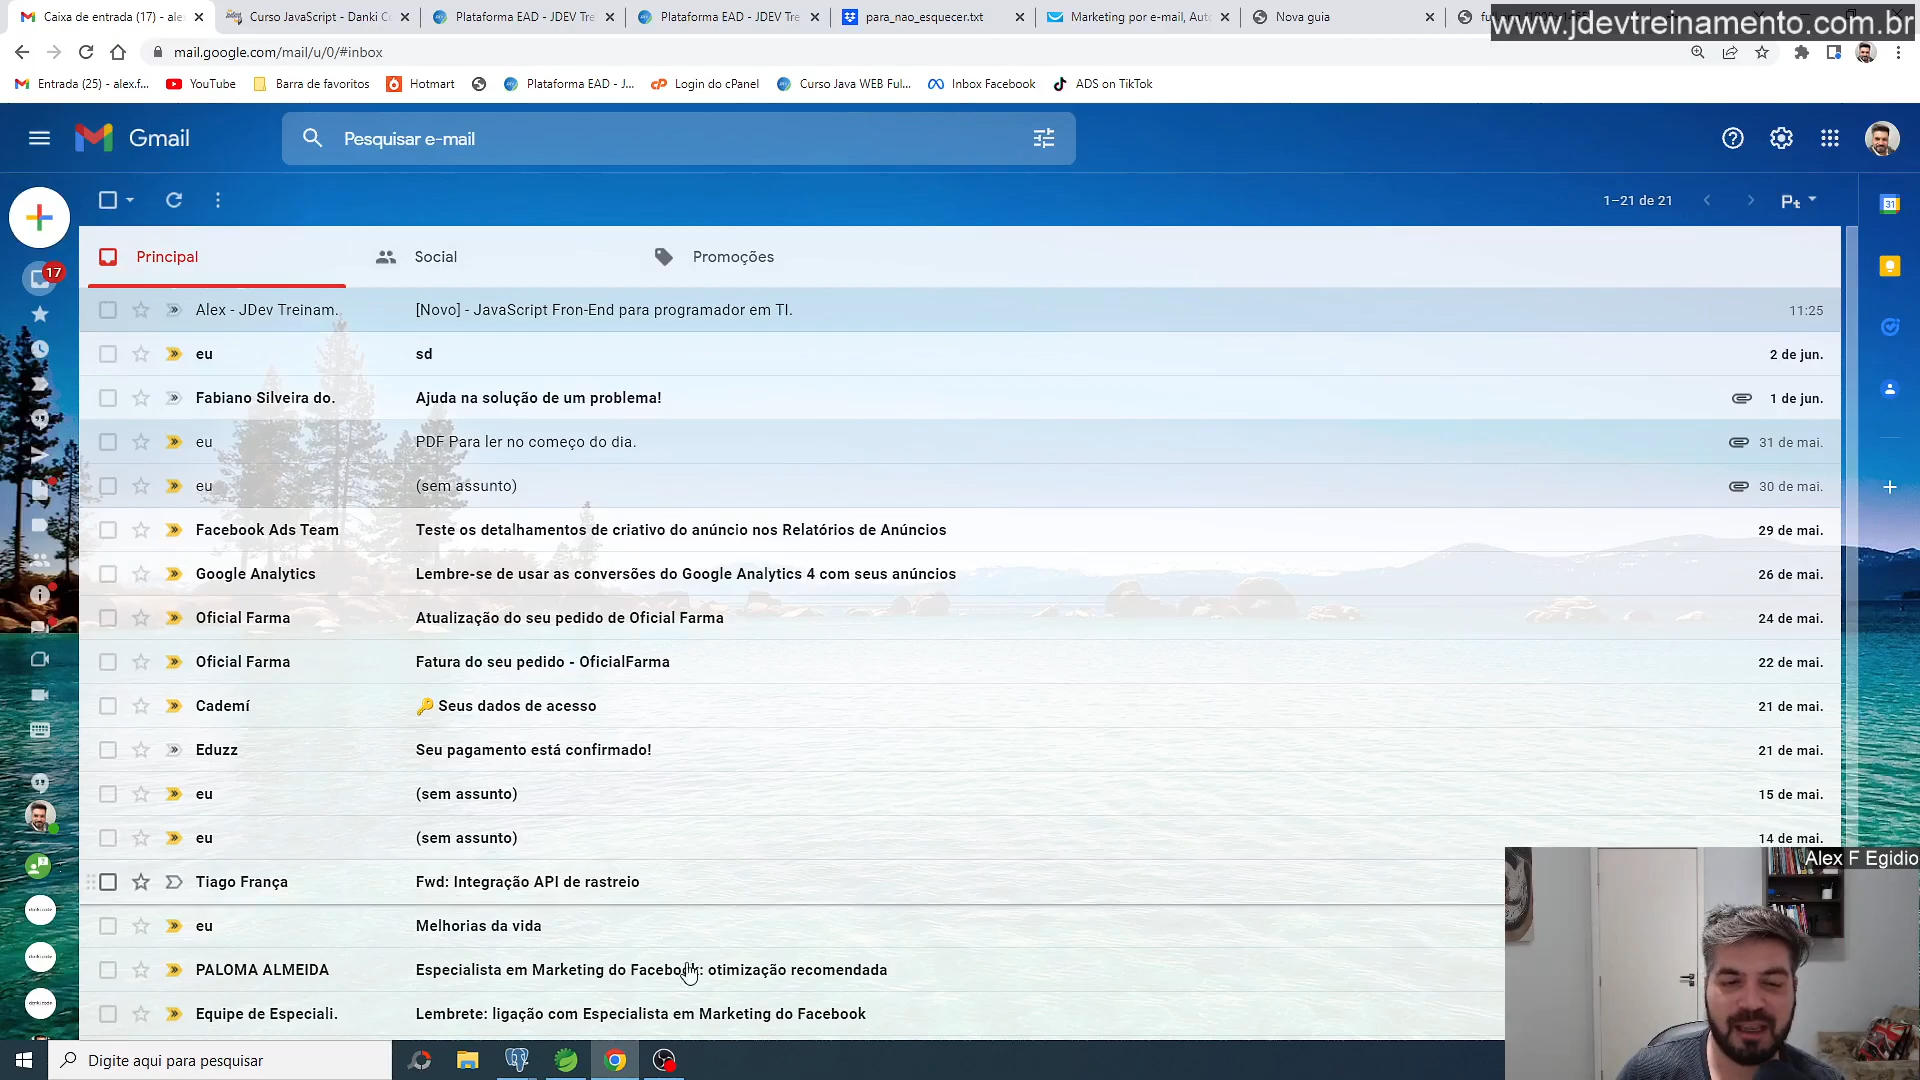 Caixa de entrada (17) - ale
Curso JavaScript - Danki Co
Plataforma EAD - JDEV Tre
Plataforma EAD - JDEV Tre
para_nao_esquecer.txt
Marketing por e-mail, Auto
Nova guia
www.jdevtreinamento.com.br
mail.google.com/mail/u/0/#inbox
Entrada (25) - alex.f...
YouTube
Barra de favoritos
Hotmart
Plataforma EAD - J...
Login do cPanel
Curso Java WEB Ful...
Inbox Facebook
ADS on TikTok
Gmail
Pesquisar e-mail
1–21 de 21
Pt
31
Principal
Social
Promoções
17
Alex - JDev Treinam. [Novo] - JavaScript Fron-End para programador em TI. 11:25
eu sd 2 de jun.
Fabiano Silveira do. Ajuda na solução de um problema! 1 de jun.
eu PDF Para ler no começo do dia. 31 de mai.
eu (sem assunto) 30 de mai.
Facebook Ads Team Teste os detalhamentos de criativo do anúncio nos Relatórios de Anúncios 29 de mai.
Google Analytics Lembre-se de usar as conversões do Google Analytics 4 com seus anúncios 26 de mai.
Oficial Farma Atualização do seu pedido de Oficial Farma 24 de mai.
Oficial Farma Fatura do seu pedido - OficialFarma 22 de mai.
Cademí 🔑 Seus dados de acesso 21 de mai.
Eduzz Seu pagamento está confirmado! 21 de mai.
eu (sem assunto) 15 de mai.
eu (sem assunto) 14 de mai.
Alex F Egidio
Tiago França Fwd: Integração API de rastreio
eu Melhorias da vida
PALOMA ALMEIDA Especialista em Marketing do Facebook: otimização recomendada
Equipe de Especiali. Lembrete: ligação com Especialista em Marketing do Facebook
Digite aqui para pesquisar